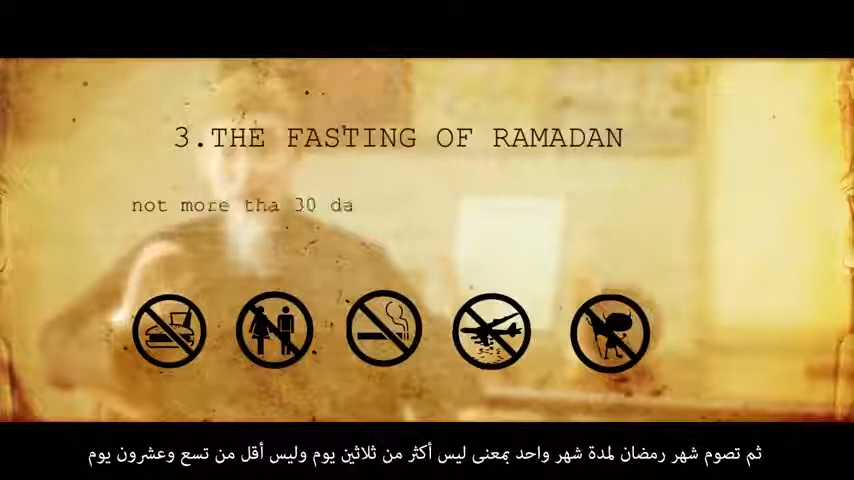 3.THE FASTING OF RAMADAN
not more tha 30 da
ثم تصوم شهر رمضان لمدة شهر واحد بمعنى ليس أكثر من ثلاثين يوم وليس أقل من تسع وعشرون يوم